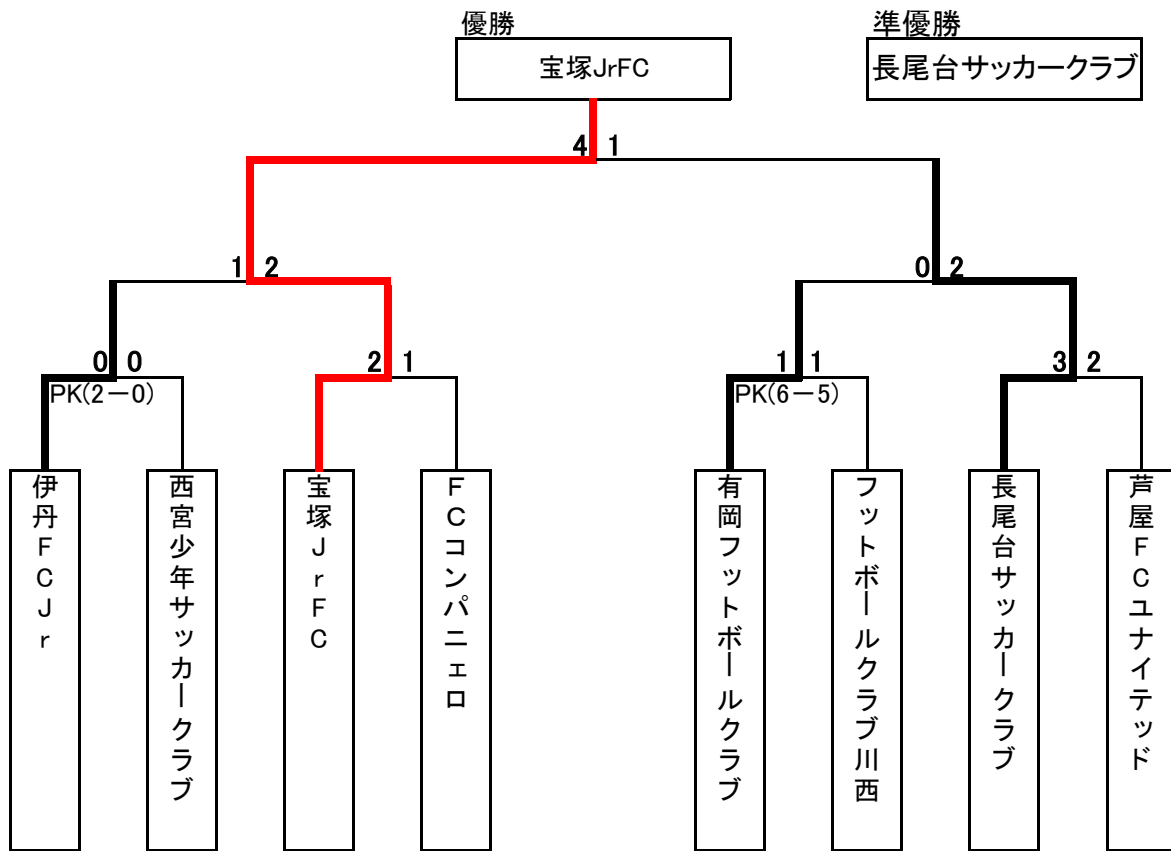 優勝
準優勝
宝塚JrFC
長尾台サッカークラブ
4 1
1 2
0 2
0 0
2 1
1 1
3 2
PK(2－0)
PK(6－5)
伊丹FCJr
西宮少年サッカークラブ
宝塚JrFC
FCコンパニェロ
有岡フットボールクラブ
フットボールクラブ川西
長尾台サッカークラブ
芦屋FCユナイテッド